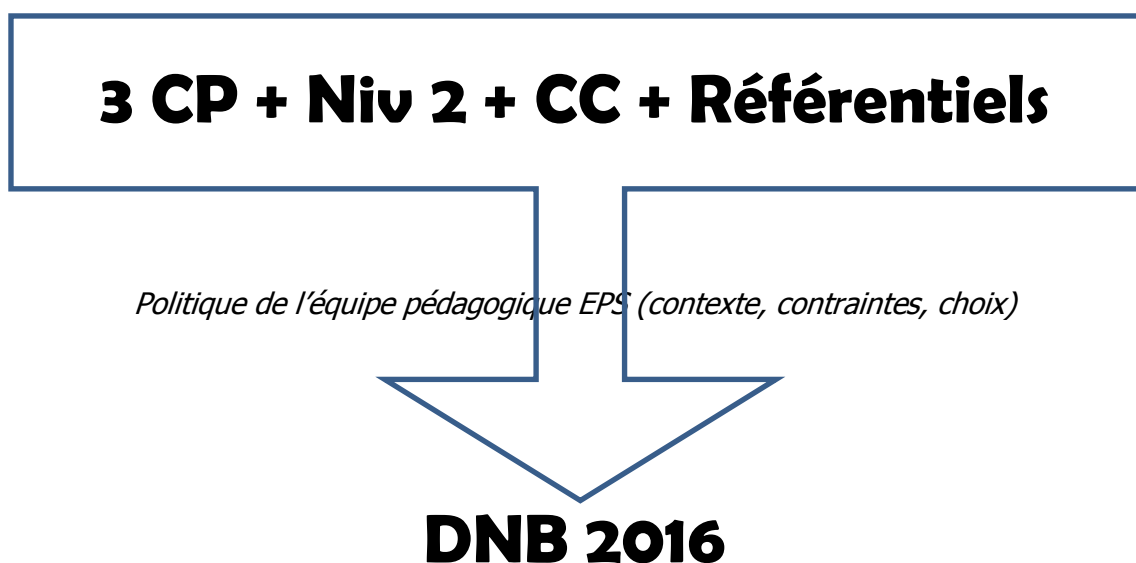 3 CP + Niv 2 + CC + Référentiels
Politique de l'équipe pédagogique EPS (contexte, contraintes, choix)
DNB 2016